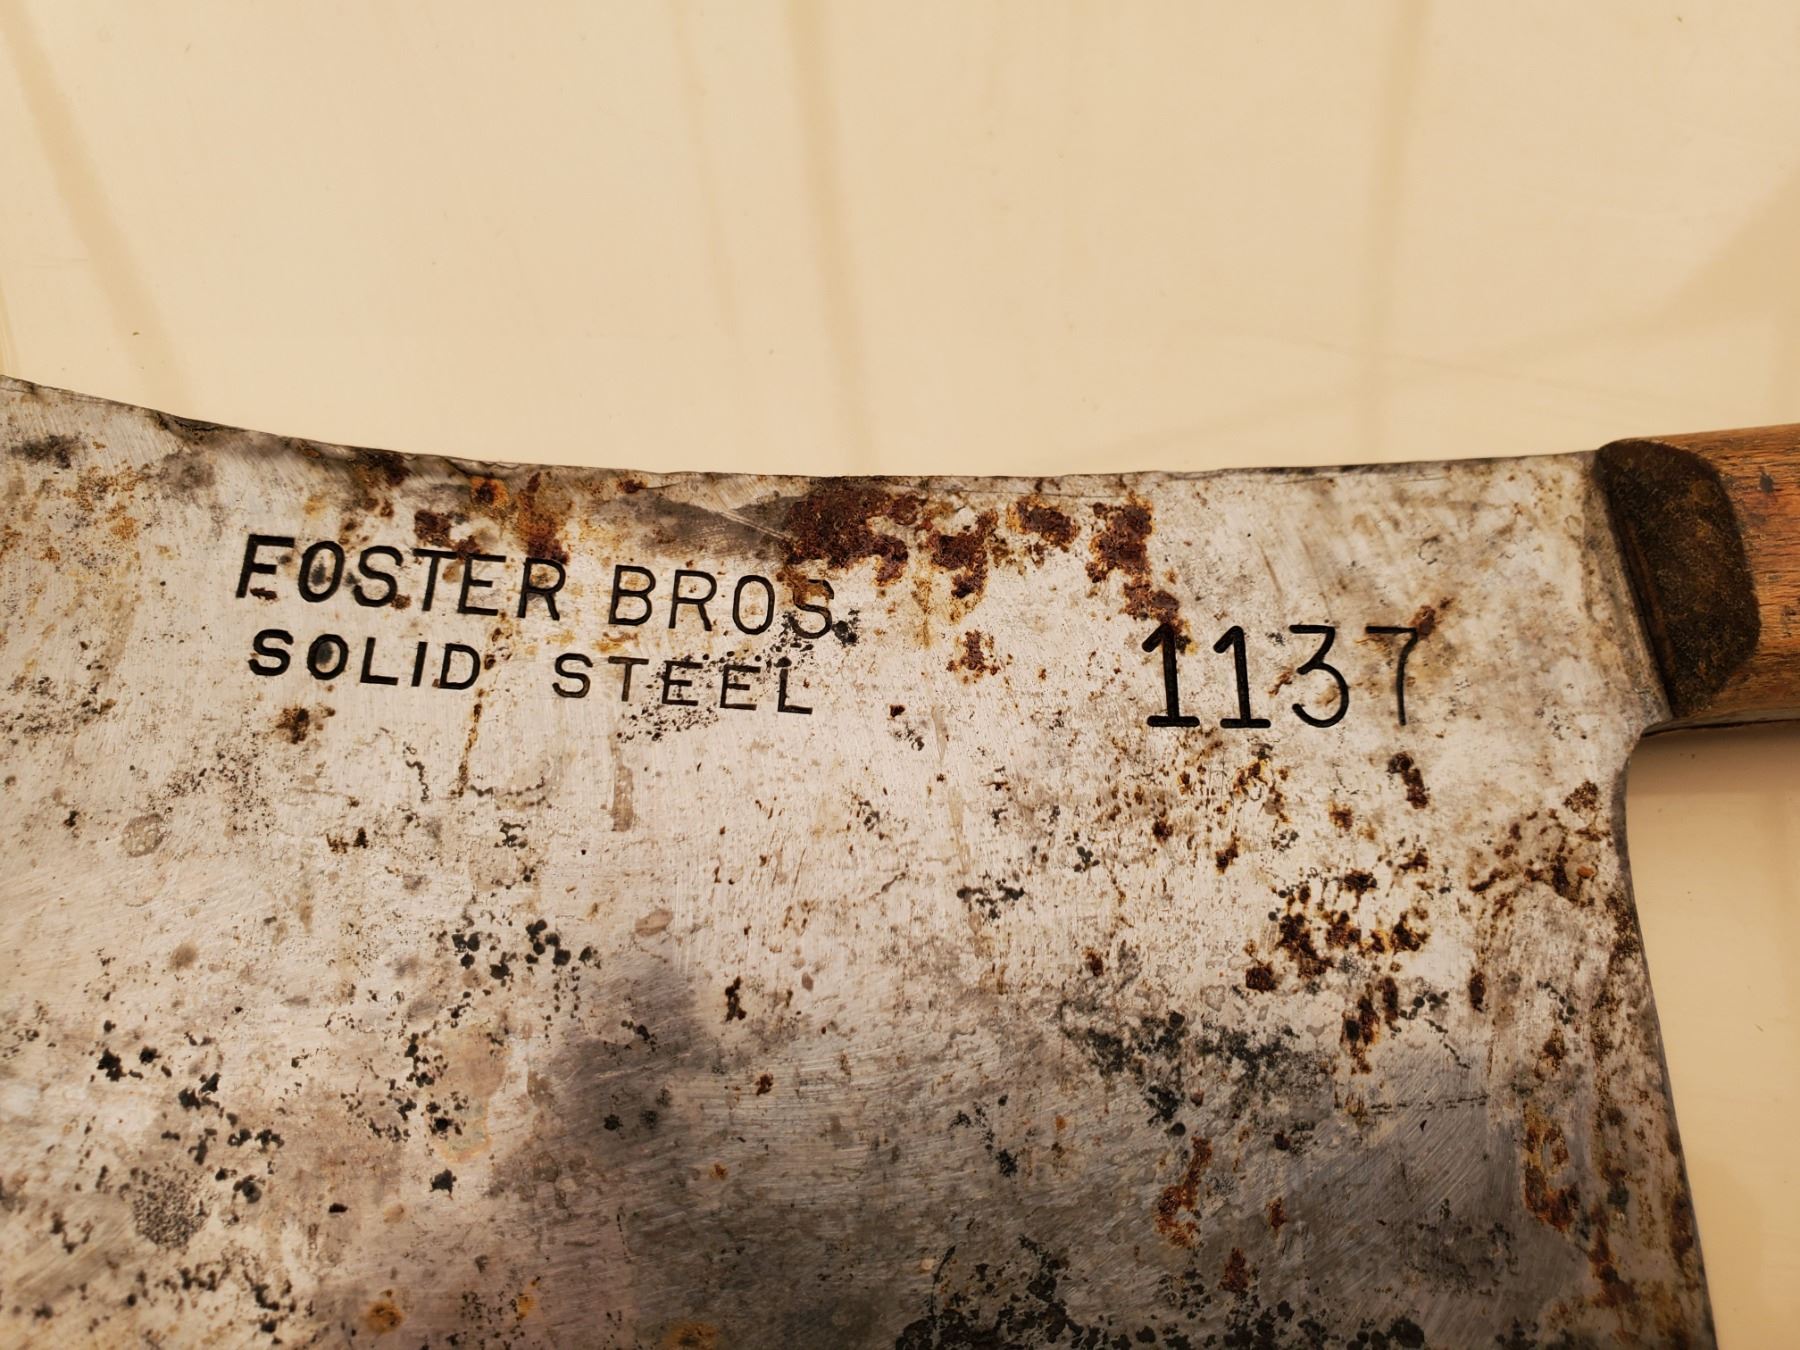 FOSTER BROS.
SOLID STEEL
1137